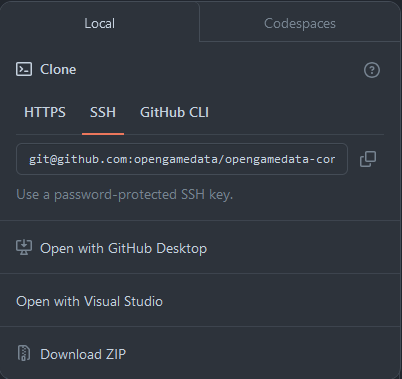 Local
Codespaces
Clone
HTTPS
SSH
GitHub CLI
git@github.com:opengamedata/opengamedata-cor
Use a password-protected SSH key.
Open with GitHub Desktop
Open with Visual Studio
Download ZIP